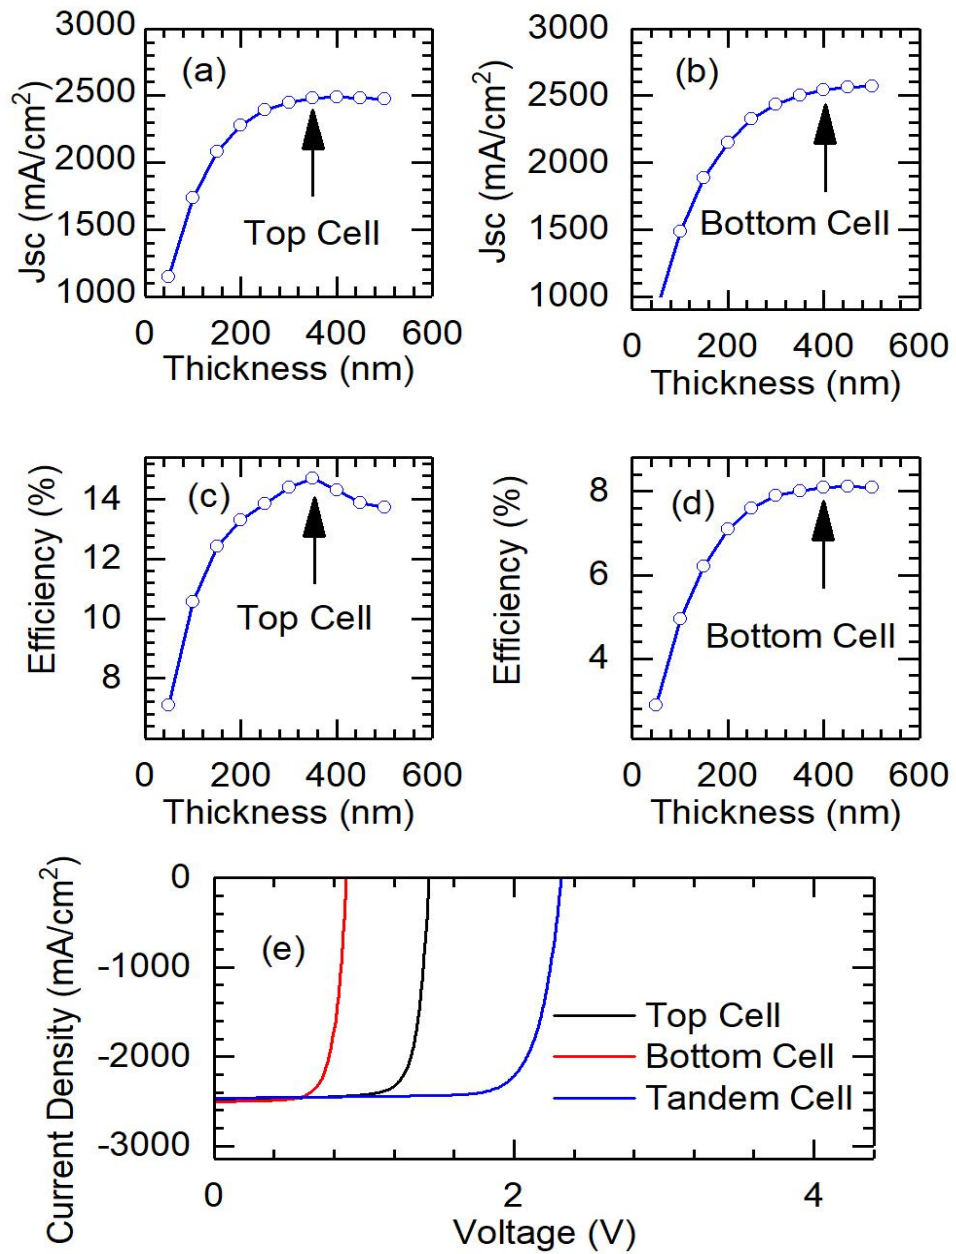 (a)
3000
2500
2000
1500
1000
Jsc (mA/cm²)
0 200 400 600
Thickness (nm)
Top Cell
(b)
3000
2500
2000
1500
1000
Jsc (mA/cm²)
0 200 400 600
Thickness (nm)
Bottom Cell
(c)
14
12
10
8
Efficiency (%)
0 200 400 600
Thickness (nm)
Top Cell
(d)
8
6
4
Efficiency (%)
0 200 400 600
Thickness (nm)
Bottom Cell
(e)
0
-1000
-2000
-3000
Current Density (mA/cm²)
0 2 4
Voltage (V)
Top Cell
Bottom Cell
Tandem Cell